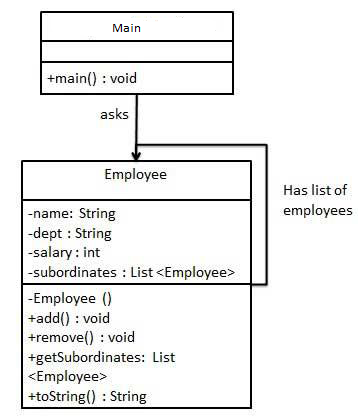 Main
+main() : void
asks
Employee
-name: String
-dept : String
-salary : int
-subordinates : List <Employee>
-Employee ()
+add() : void
+remove() : void
+getSubordinates: List
<Employee>
+toString() : String
Has list of
employees